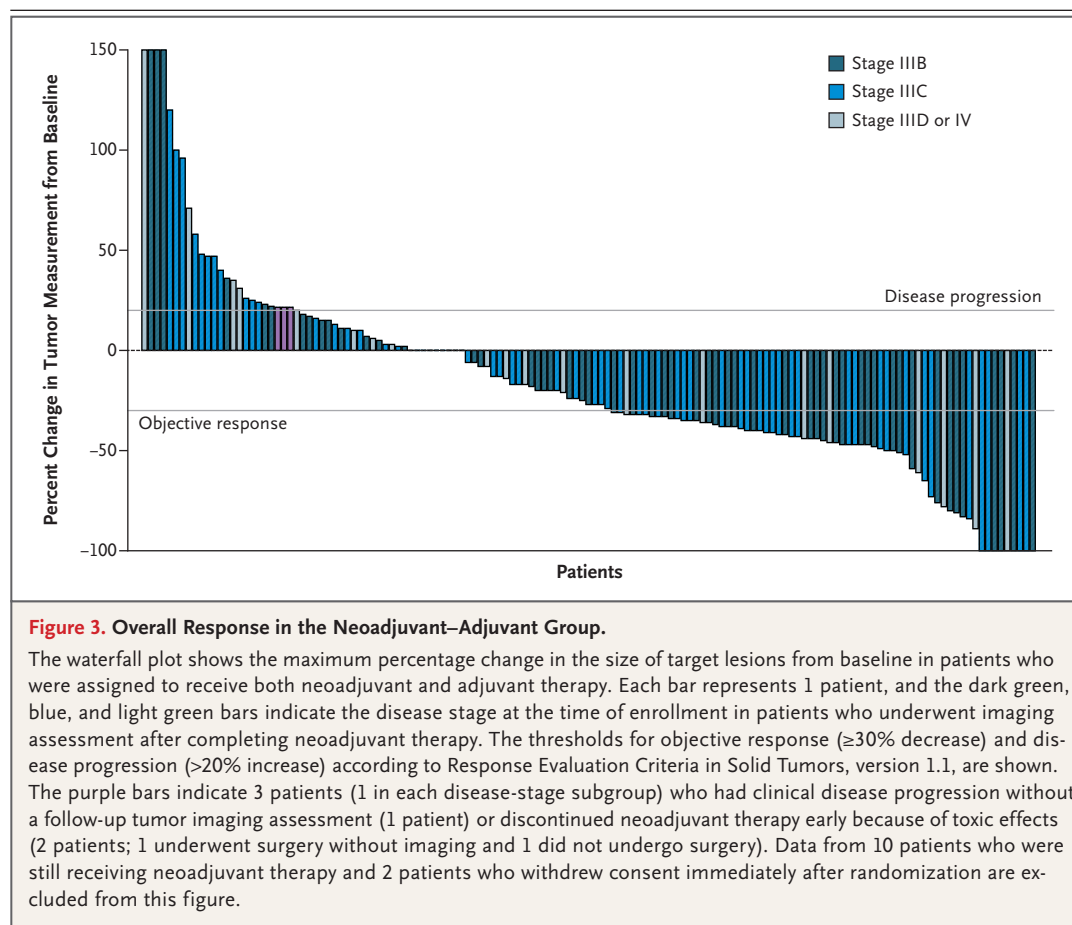 150
100
50
0
−50
−100
Percent Change in Tumor Measurement from Baseline
Stage IIIB
Stage IIIC
Stage IIID or IV
Disease progression
Objective response
Patients
Figure 3. Overall Response in the Neoadjuvant–Adjuvant Group.
The waterfall plot shows the maximum percentage change in the size of target lesions from baseline in patients who
were assigned to receive both neoadjuvant and adjuvant therapy. Each bar represents 1 patient, and the dark green,
blue, and light green bars indicate the disease stage at the time of enrollment in patients who underwent imaging
assessment after completing neoadjuvant therapy. The thresholds for objective response (≥30% decrease) and dis-
ease progression (>20% increase) according to Response Evaluation Criteria in Solid Tumors, version 1.1, are shown.
The purple bars indicate 3 patients (1 in each disease-stage subgroup) who had clinical disease progression without
a follow-up tumor imaging assessment (1 patient) or discontinued neoadjuvant therapy early because of toxic effects
(2 patients; 1 underwent surgery without imaging and 1 did not undergo surgery). Data from 10 patients who were
still receiving neoadjuvant therapy and 2 patients who withdrew consent immediately after randomization are ex-
cluded from this figure.